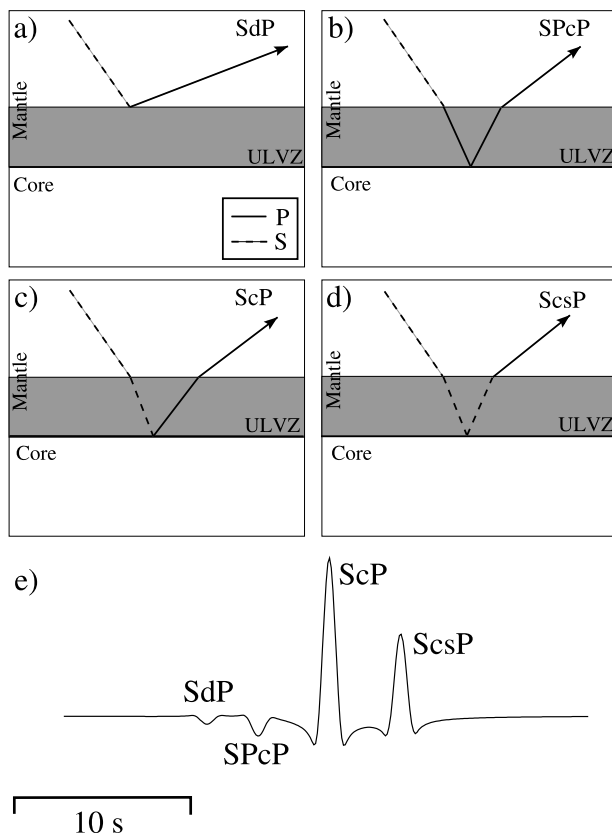 a)
SdP
Mantle
ULVZ
Core
P
S
b)
SPcP
Mantle
ULVZ
Core
c)
ScP
Mantle
ULVZ
Core
d)
ScsP
Mantle
ULVZ
Core
e)
ScP
ScsP
SdP
SPcP
10 s